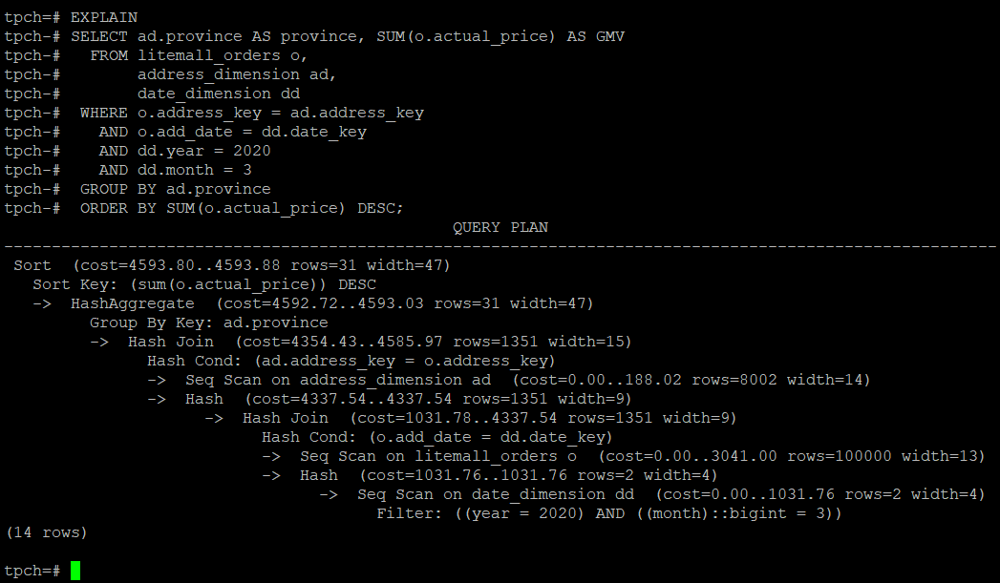 tpch=# EXPLAIN
tpch-# SELECT ad.province AS province, SUM(o.actual_price) AS GMV
tpch-#   FROM litemall_orders o,
tpch-#        address_dimension ad,
tpch-#        date_dimension dd
tpch-#  WHERE o.address_key = ad.address_key
tpch-#    AND o.add_date = dd.date_key
tpch-#    AND dd.year = 2020
tpch-#    AND dd.month = 3
tpch-#  GROUP BY ad.province
tpch-#  ORDER BY SUM(o.actual_price) DESC;
QUERY PLAN
--------------------------------------------------------------------------------------------------------
 Sort  (cost=4593.80..4593.88 rows=31 width=47)
   Sort Key: (sum(o.actual_price)) DESC
   ->  HashAggregate  (cost=4592.72..4593.03 rows=31 width=47)
         Group By Key: ad.province
         ->  Hash Join  (cost=4354.43..4585.97 rows=1351 width=15)
               Hash Cond: (ad.address_key = o.address_key)
               ->  Seq Scan on address_dimension ad  (cost=0.00..188.02 rows=8002 width=14)
               ->  Hash  (cost=4337.54..4337.54 rows=1351 width=9)
                     ->  Hash Join  (cost=1031.78..4337.54 rows=1351 width=9)
                           Hash Cond: (o.add_date = dd.date_key)
                           ->  Seq Scan on litemall_orders o  (cost=0.00..3041.00 rows=100000 width=13)
                           ->  Hash  (cost=1031.76..1031.76 rows=2 width=4)
                                 ->  Seq Scan on date_dimension dd  (cost=0.00..1031.76 rows=2 width=4)
                                       Filter: ((year = 2020) AND ((month)::bigint = 3))
(14 rows)
tpch=#